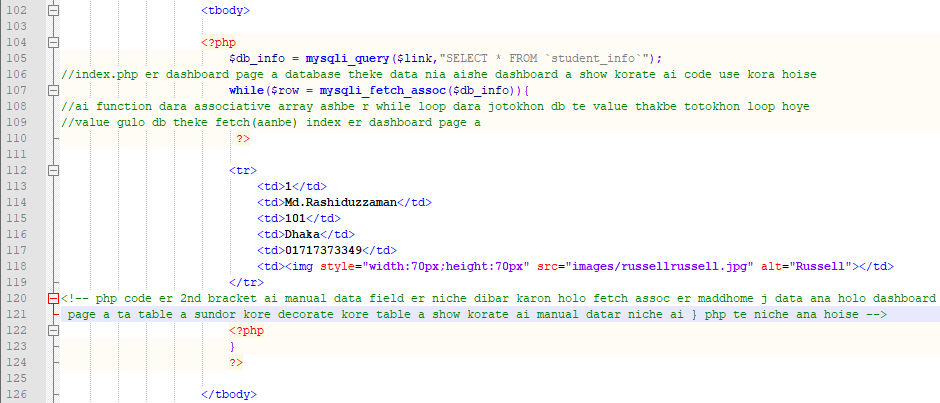 102 <tbody>
103
104 <?php
105 $db_info = mysqli_query($link,"SELECT * FROM `student_info`");
106 //index.php er dashboard page a database theke data nia aishe dashboard a show korate ai code use kora hoise
107 while($row = mysqli_fetch_assoc($db_info)){
108 //ai function dara associative array ashbe r while loop dara jotokhon db te value thakbe totokhon loop hoye
109 //value gulo db theke fetch(aanbe) index er dashboard page a
110 ?>
111
112 <tr>
113 <td>1</td>
114 <td>Md.Rashiduzzaman</td>
115 <td>101</td>
116 <td>Dhaka</td>
117 <td>01717373349</td>
118 <td><img style="width:70px;height:70px" src="images/russellrussell.jpg" alt="Russell"></td>
119 </tr>
120 <!-- php code er 2nd bracket ai manual data field er niche dibar karon holo fetch assoc er maddhome j data ana holo dashboard
121 page a ta table a sundor kore decorate kore table a show korate ai manual datar niche ai } php te niche ana hoise -->
122 <?php
123 }
124 ?>
125
126 </tbody>